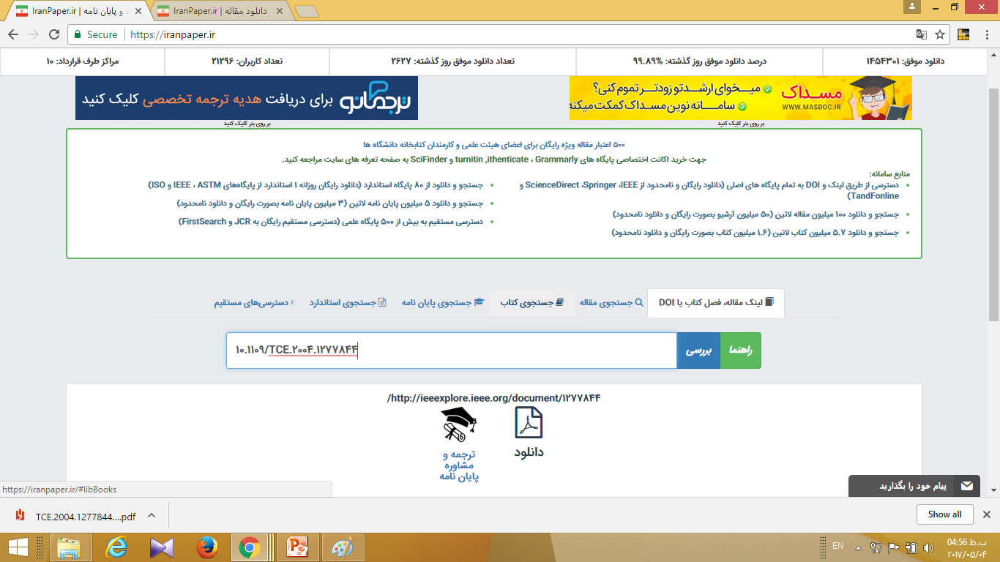 د و پایان نامه | IranPaper.ir
دانلود مقاله | IranPaper.ir
Secure | https://iranpaper.ir
دانلود موفق: ۱۴۵۴۳۰۱
درصد دانلود موفق روز گذشته: ۹۹.۸۹%
تعداد دانلود موفق روز گذشته: ۲۶۲۷
تعداد کاربران: ۲۱۲۹۶
مراکز طرف قرارداد: ۱۰
مسداک
WWW.MASDOC.IR
میـــخوای ارشــدتو زودتــر تموم کنی؟
سامـــانه نوین مســداک کمکت میکنه
ترجمانو
برای دریافت هدیه ترجمه تخصصی کلیک کنید
بر روی بنر کلیک کنید
بر روی بنر کلیک کنید
۵۰۰ اعتبار مقاله ویژه رایگان برای اعضای هیئت علمی و کارمندان کتابخانه دانشگاه ها
جهت خرید اکانت اختصاصی پایگاه های turnitin ,ithenticate ، Grammarly و SciFinder به صفحه تعرفه های سایت مراجعه کنید.
منابع سامانه:
دسترسی از طریق لینک و DOI به تمام پایگاه های اصلی (دانلود رایگان و نامحدود از ScienceDirect ،Springer ،IEEE و
TandFonline)
جستجو و دانلود ۱۰۰ میلیون مقاله لاتین (۵۰ میلیون آرشیو بصورت رایگان و دانلود نامحدود)
جستجو و دانلود ۵.۷ میلیون کتاب لاتین (۱.۶ میلیون کتاب بصورت رایگان و دانلود نامحدود)
جستجو و دانلود از ۸۰ پایگاه استاندارد (دانلود رایگان روزانه ۱ استاندارد از پایگاه‌های IEEE ، ASTM و ISO)
جستجو و دانلود ۵ میلیون پایان نامه لاتین (۳ میلیون پایان نامه بصورت رایگان و دانلود نامحدود)
دسترسی مستقیم به بیش از ۵۰۰ پایگاه علمی (دسترسی مستقیم رایگان به JCR و FirstSearch)
لینک مقاله، فصل کتاب یا DOI
جستجوی مقاله
جستجوی کتاب
جستجوی پایان نامه
جستجوی استاندارد
دسترسی‌های مستقیم
راهنما
بررسی
۱۰.۱۱۰۹/TCE.۲۰۰۴.۱۲۷۷۸۴۴
/http://ieeexplore.ieee.org/document/۱۲۷۷۸۴۴
دانلود
ترجمه و
مشاوره
پایان نامه
پیام خود را بگذارید
https://iranpaper.ir/#libBooks
TCE.2004.1277844....pdf
Show all
EN
ب.ظ 04:56
۲۰۱۷/۰۵/۰۴